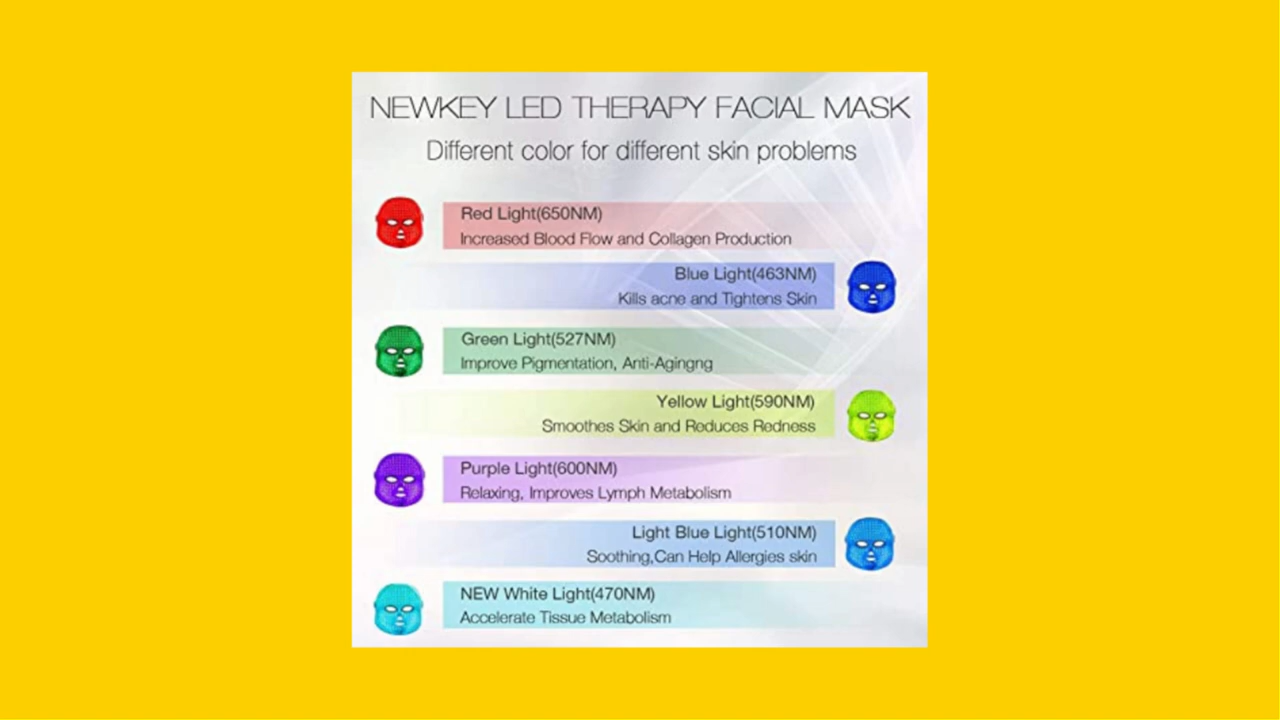 NEWKEY LED THERAPY FACIAL MASK
Different color for different skin problems
Red Light(650NM)
Increased Blood Flow and Collagen Production
Blue Light(463NM)
Kills acne and Tightens Skin
Green Light(527NM)
Improve Pigmentation, Anti-Agingng
Yellow Light(590NM)
Smoothes Skin and Reduces Redness
Purple Light(600NM)
Relaxing, Improves Lymph Metabolism
Light Blue Light(510NM)
Soothing,Can Help Allergies skin
NEW White Light(470NM)
Accelerate Tissue Metabolism